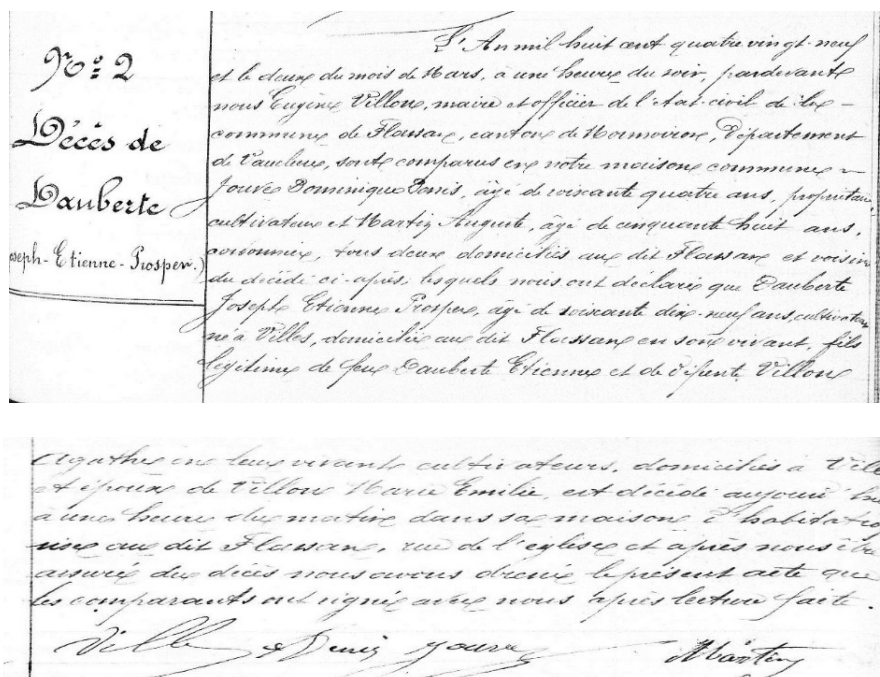 N.º 2
Décès de
Dauberte
oseph-Etienne-Prosper.)
L'An mil huit cent quatre vingt-neuf
et le deux du mois de Mars, à une heure du soir, pardevant
nous Eugène Villon, maire et officier de l'état-civil de la
commune de Flassan, canton de Mormoiron, Département
de Vaucluse, sont comparus en notre maison commune
Jouve Dominique Denis, âgé de soixante quatre ans, propriétaire
cultivateur et Martin Auguste, âgé de cinquante huit ans,
cordonnier, tous deux domiciliés au dit Flassan et voisin
du décédé ci-après, lesquels nous ont déclaré que Dauberte
Joseph Etienne Prosper, âgé de soixante dix-neuf ans, cultivateur
né à Villes, domicilié au dit Flassan en son vivant, fils
légitime de feu Dauberte Etienne et de défunte Villon
Agathe en leur vivant cultivateurs, domiciliés à Ville
et époux de Villon Marie Emilie, est décédé aujourd'hui
à une heure du matin dans sa maison d'habitatio
sise au dit Flassan, rue de l'église et après nous être
assuré du décès nous avons dressé le présent acte que
les comparants ont signé avec nous après lecture faite.
Denis Jouve Martin